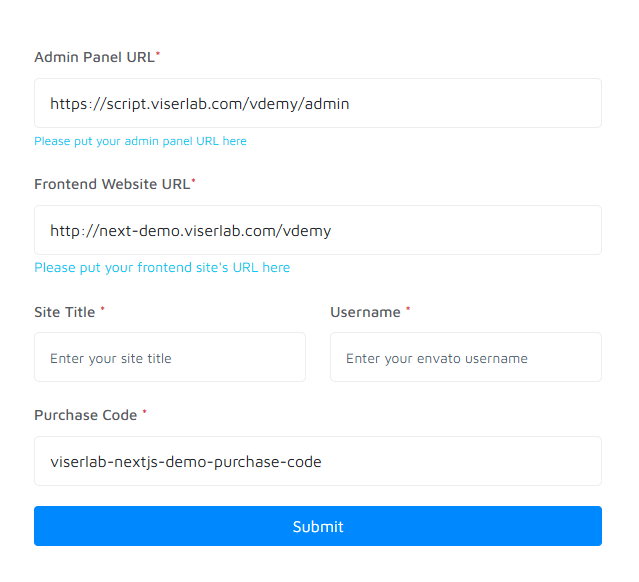 Admin Panel URL*
https://script.viserlab.com/vdemy/admin
Please put your admin panel URL here
Frontend Website URL*
http://next-demo.viserlab.com/vdemy
Please put your frontend site's URL here
Site Title *
Username *
Enter your site title
Enter your envato username
Purchase Code *
viserlab-nextjs-demo-purchase-code
Submit